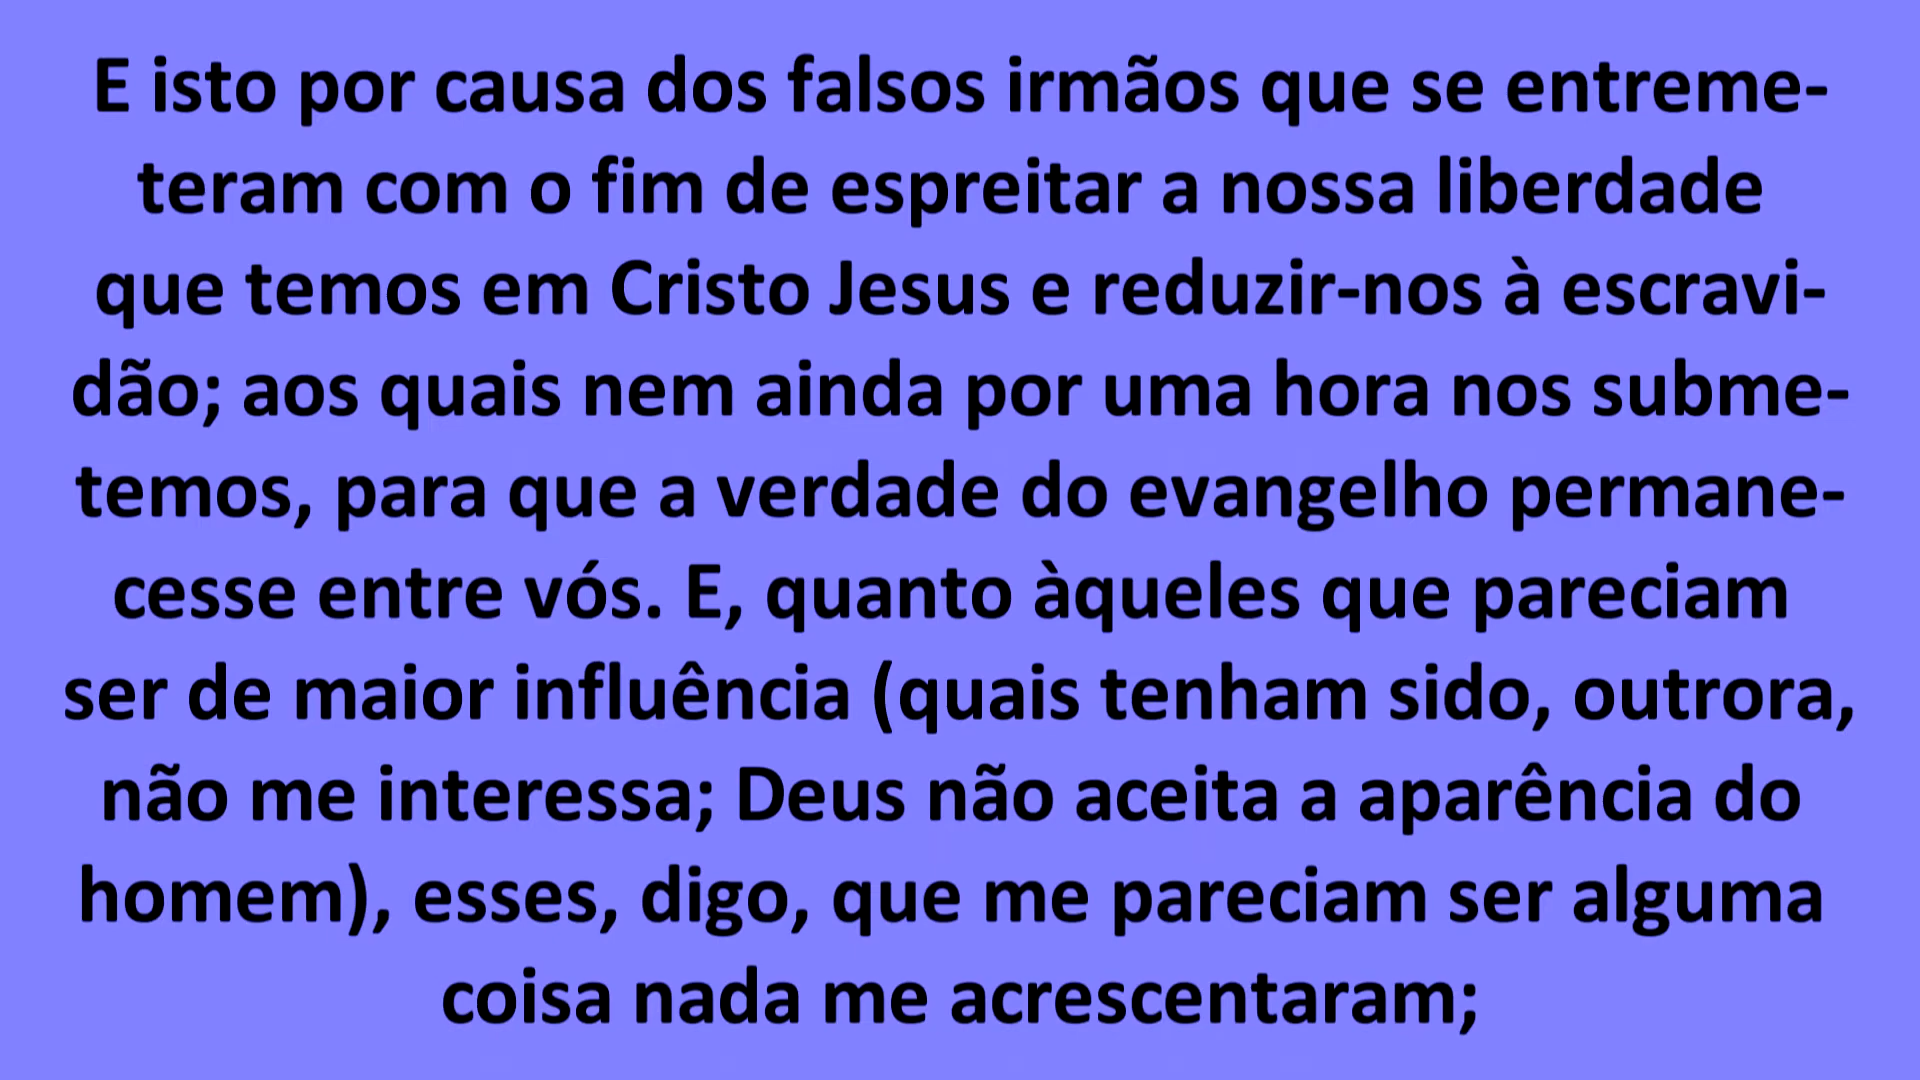 E isto por causa dos falsos irmãos que se entreme-
teram com o fim de espreitar a nossa liberdade
que temos em Cristo Jesus e reduzir-nos à escravi-
dão; aos quais nem ainda por uma hora nos subme-
temos, para que a verdade do evangelho permane-
cesse entre vós. E, quanto àqueles que pareciam
ser de maior influência (quais tenham sido, outrora,
não me interessa; Deus não aceita a aparência do
homem), esses, digo, que me pareciam ser alguma
coisa nada me acrescentaram;